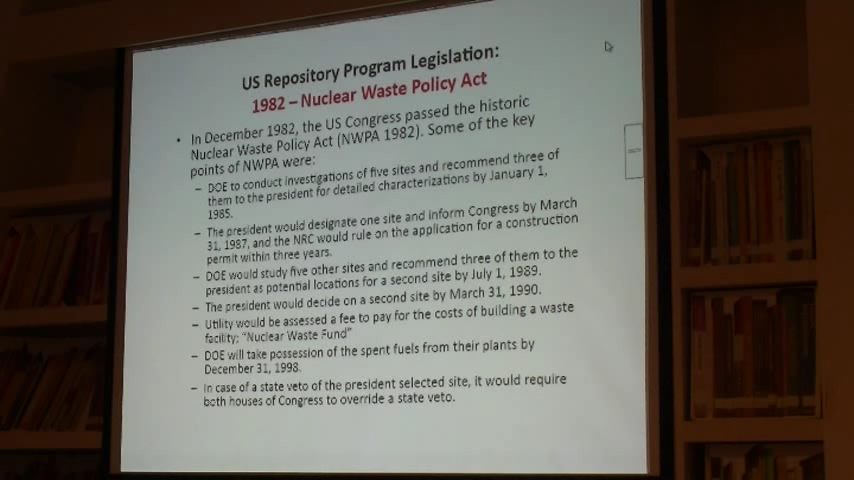 US Repository Program Legislation:
1982 – Nuclear Waste Policy Act
• In December 1982, the US Congress passed the historic
Nuclear Waste Policy Act (NWPA 1982). Some of the key
points of NWPA were:
– DOE to conduct investigations of five sites and recommend three of
them to the president for detailed characterizations by January 1,
1985.
– The president would designate one site and inform Congress by March
31, 1987, and the NRC would rule on the application for a construction
permit within three years.
– DOE would study five other sites and recommend three of them to the
president as potential locations for a second site by July 1, 1989.
– The president would decide on a second site by March 31, 1990.
– Utility would be assessed a fee to pay for the costs of building a waste
facility; "Nuclear Waste Fund"
– DOE will take possession of the spent fuels from their plants by
December 31, 1998.
– In case of a state veto of the president selected site, it would require
both houses of Congress to override a state veto.